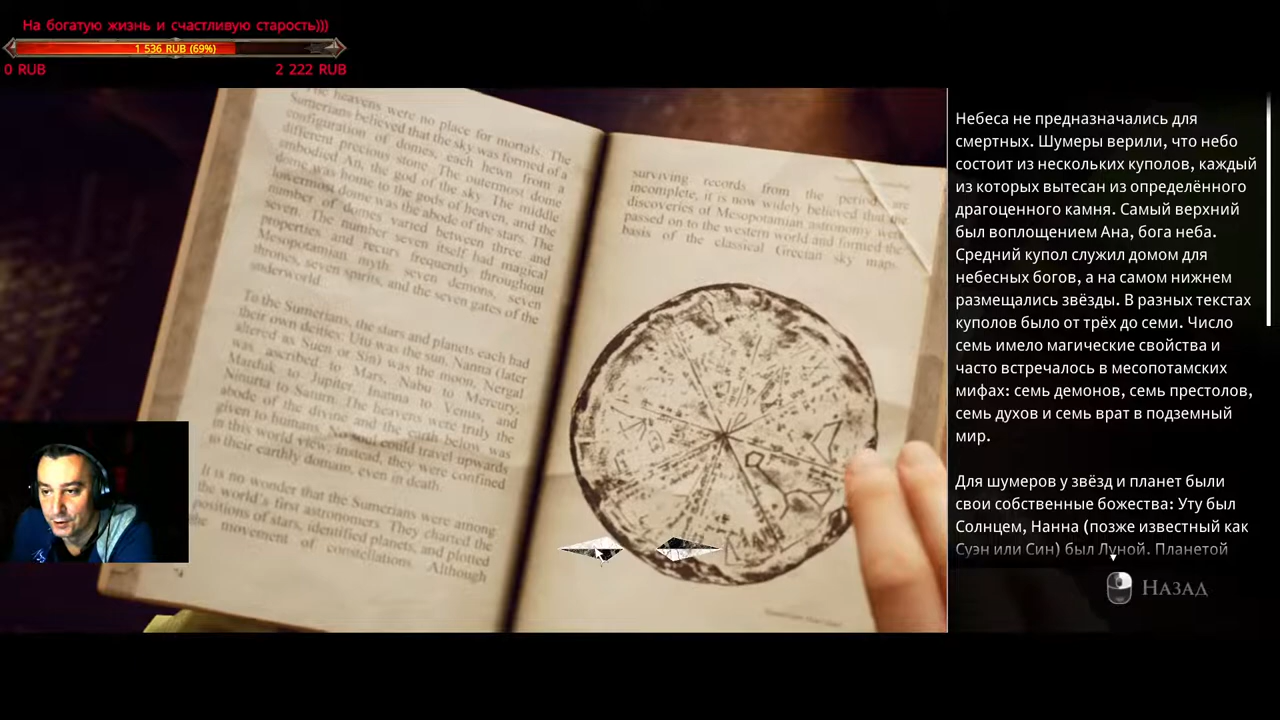 На богатую жизнь и счастливую старость)))
1 536 RUB (69%)
0 RUB
2 222 RUB
The heavens were no place for mortals. The
Sumerians believed that the sky was formed of a
configuration of domes, each hewn from a
different precious stone. The outermost dome
embodied An, the god of the sky. The middle
dome was home to the gods of heaven, and the
lowermost dome was the abode of the stars. The
number of domes varied between three and
seven. The number seven itself had magical
properties and recurs frequently throughout
Mesopotamian myth: seven demons, seven
thrones, seven spirits, and the seven gates of the
underworld.
To the Sumerians, the stars and planets each had
their own deities: Utu was the sun, Nanna (later
altered as Suen or Sin) was the moon, Nergal
was ascribed to Mars, Nabu to Mercury,
Marduk to Jupiter, Inanna to Venus, and
Ninurta to Saturn. The heavens were truly the
abode of the divine and the earth below was
given to humans. No soul could travel upwards
in this world view; instead, they were confined
to their earthly domain, even in death.
It is no wonder that the Sumerians were among
the world's first astronomers. They charted the
positions of stars, identified planets, and plotted
the movement of constellations. Although
surviving records from the period are
incomplete, it is now widely believed that the
discoveries of Mesopotamian astronomy were
passed on to the western world and formed the
basis of the classical Grecian sky maps.
Небеса не предназначались для
смертных. Шумеры верили, что небо
состоит из нескольких куполов, каждый
из которых вытесан из определённого
драгоценного камня. Самый верхний
был воплощением Ана, бога неба.
Средний купол служил домом для
небесных богов, а на самом нижнем
размещались звёзды. В разных текстах
куполов было от трёх до семи. Число
семь имело магические свойства и
часто встречалось в месопотамских
мифах: семь демонов, семь престолов,
семь духов и семь врат в подземный
мир.
Для шумеров у звёзд и планет были
свои собственные божества: Уту был
Солнцем, Нанна (позже известный как
Суэн или Син) был Луной. Планетой
Назад